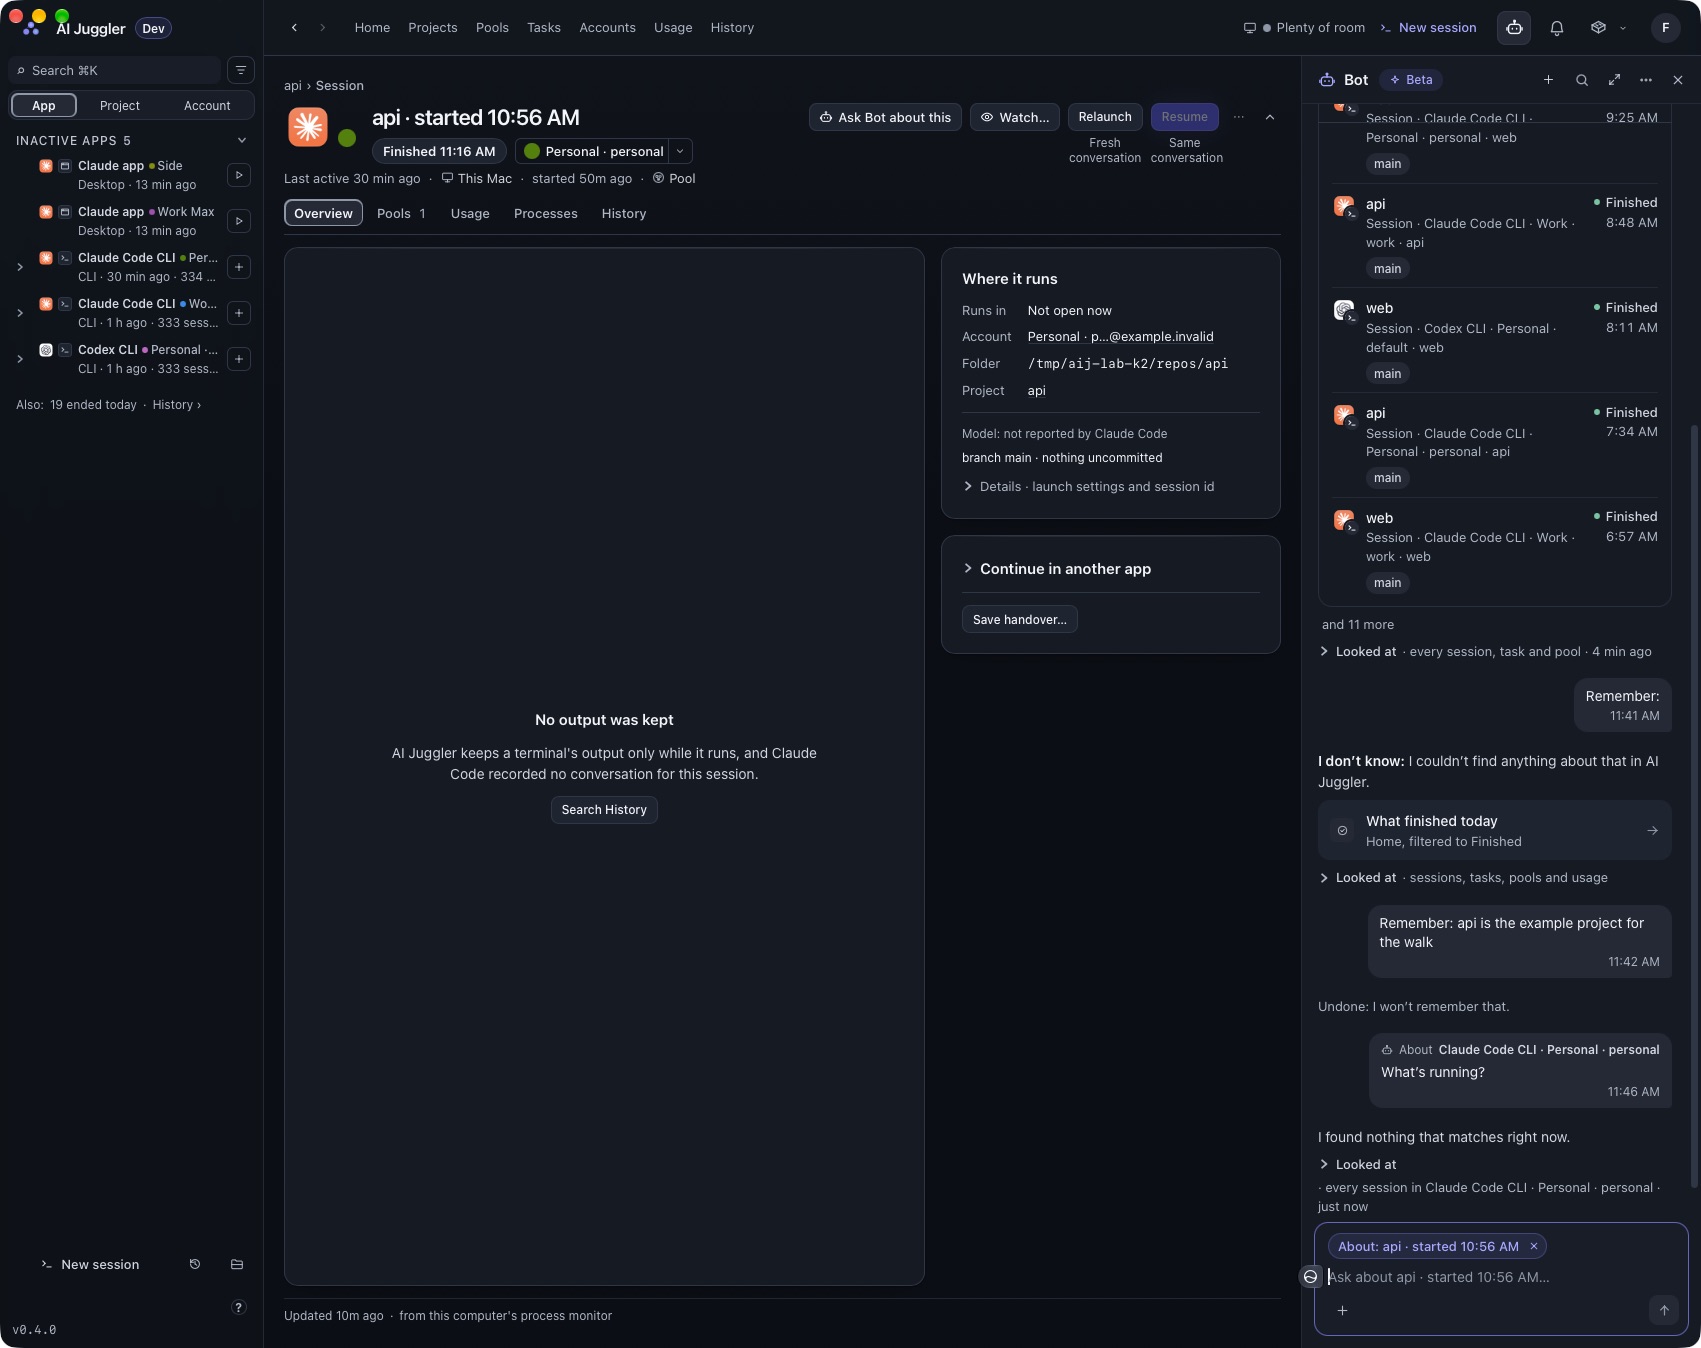 AI Juggler Dev
Search ⌘K
App Project Account
INACTIVE APPS 5
Claude app Side
Desktop · 13 min ago
Claude app Work Max
Desktop · 13 min ago
Claude Code CLI Per...
CLI · 30 min ago · 334 ...
Claude Code CLI Wo...
CLI · 1 h ago · 333 sess...
Codex CLI Personal ·...
CLI · 1 h ago · 333 sess...
Also: 19 ended today · History ›
New session
?
v0.4.0
Home Projects Pools Tasks Accounts Usage History
Plenty of room New session F
api › Session
api · started 10:56 AM
Finished 11:16 AM Personal · personal
Ask Bot about this Watch... Relaunch Resume ···
Fresh conversation
Same conversation
Last active 30 min ago · This Mac · started 50m ago · Pool
Overview Pools 1 Usage Processes History
No output was kept
AI Juggler keeps a terminal's output only while it runs, and Claude
Code recorded no conversation for this session.
Search History
Where it runs
Runs in Not open now
Account Personal · p...@example.invalid
Folder /tmp/aij-lab-k2/repos/api
Project api
Model: not reported by Claude Code
branch main · nothing uncommitted
Details · launch settings and session id
Continue in another app
Save handover...
Updated 10m ago · from this computer's process monitor
Bot Beta
Session · Claude Code CLI · 9:25 AM
Personal · personal · web
main
api Finished
Session · Claude Code CLI · Work · 8:48 AM
work · api
main
web Finished
Session · Codex CLI · Personal · 8:11 AM
default · web
main
api Finished
Session · Claude Code CLI · 7:34 AM
Personal · personal · api
main
web Finished
Session · Claude Code CLI · Work · 6:57 AM
work · web
main
and 11 more
Looked at · every session, task and pool · 4 min ago
Remember:
11:41 AM
I don’t know: I couldn’t find anything about that in AI
Juggler.
What finished today
Home, filtered to Finished
Looked at · sessions, tasks, pools and usage
Remember: api is the example project for
the walk
11:42 AM
Undone: I won’t remember that.
About Claude Code CLI · Personal · personal
What’s running?
11:46 AM
I found nothing that matches right now.
Looked at
· every session in Claude Code CLI · Personal · personal ·
just now
About: api · started 10:56 AM ×
Ask about api · started 10:56 AM...